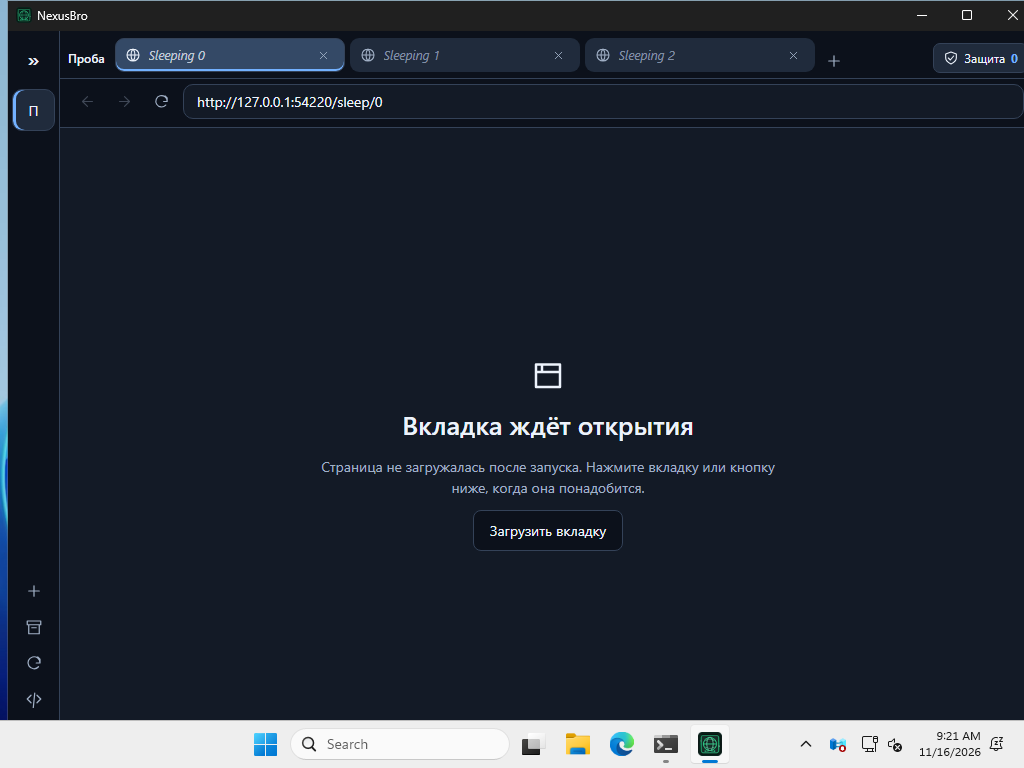 NexusBro
Проба
Sleeping 0
Sleeping 1
Sleeping 2
Защита 0
П
http://127.0.0.1:54220/sleep/0
Вкладка ждёт открытия
Страница не загружалась после запуска. Нажмите вкладку или кнопку
ниже, когда она понадобится.
Загрузить вкладку
Search
9:21 AM
11/16/2026